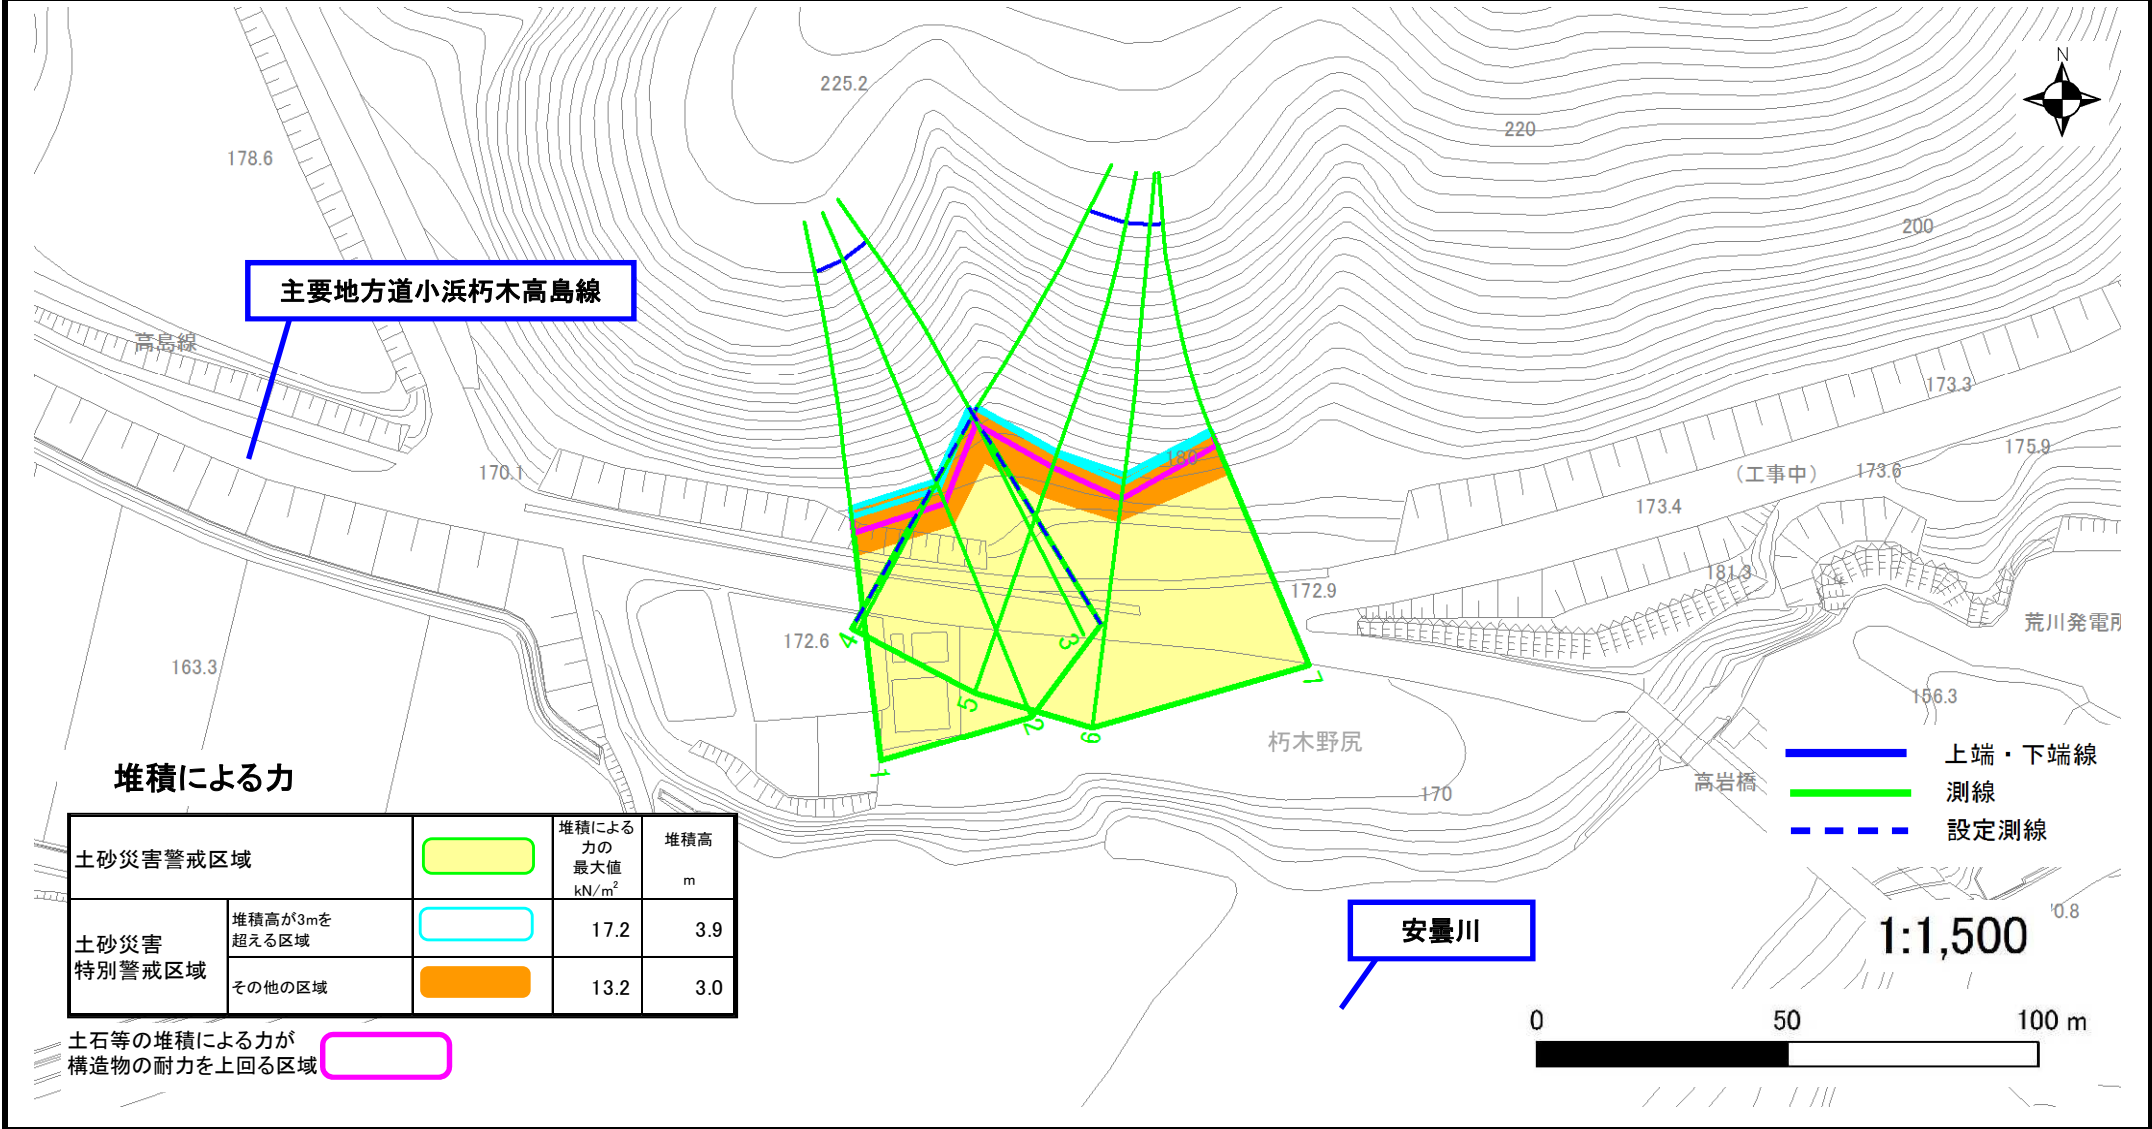 N
225.2
220
178.6
200
主要地方道小浜朽木高島線
高島線
173.3
170.1
180
175.9
(工事中)
173.6
173.4
181.3
172.9
荒川発電所
172.6
163.3
156.3
4
3
5
2
6
7
1
朽木野尻
170
高岩橋
上端・下端線
測線
設定測線
堆積による力
土砂災害警戒区域
堆積による
力の
最大値
kN/m²
堆積高
m
土砂災害
特別警戒区域
堆積高が3mを
超える区域
17.2
3.9
その他の区域
13.2
3.0
土石等の堆積による力が
構造物の耐力を上回る区域
安曇川
0.8
1:1,500
0
50
100 m